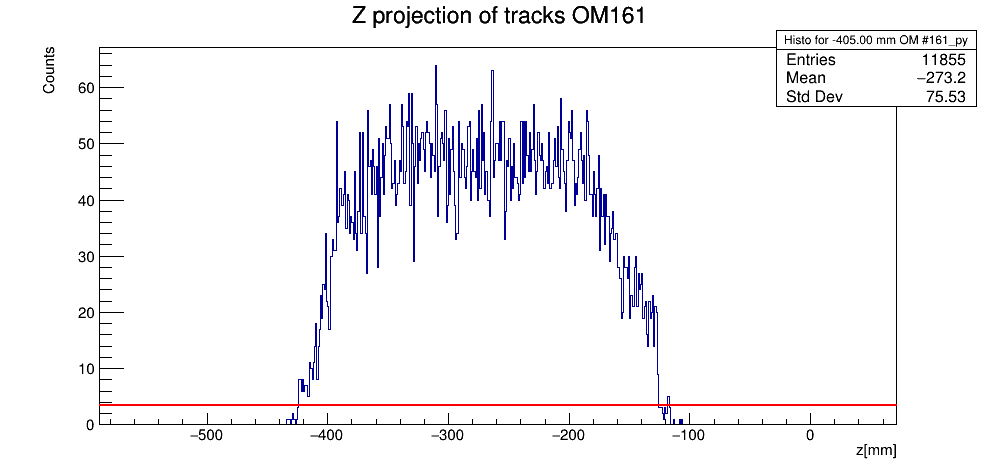 Z projection of tracks OM161
Histo for -405.00 mm OM #161_py
Entries 11855
Mean −273.2
Std Dev 75.53
Counts
60
50
40
30
20
10
0
−500 −400 −300 −200 −100 0
z[mm]